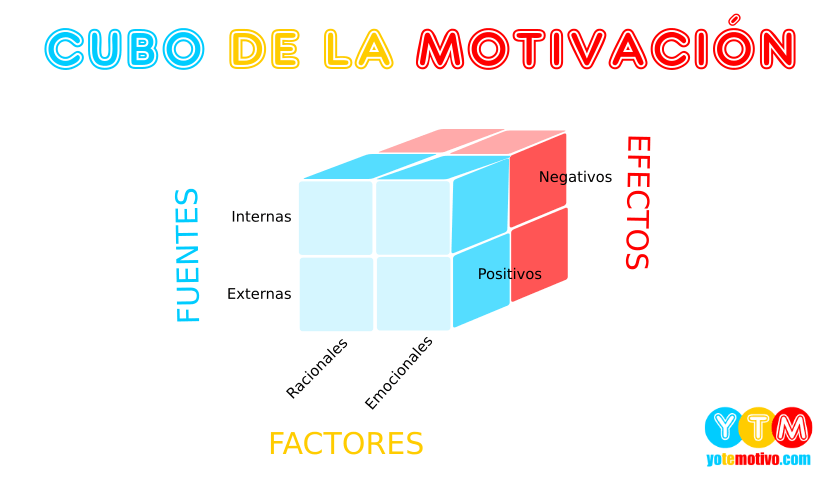 CUBO DE LA MOTIVACIÓN
FUENTES
Internas
Externas
Racionales
Emocionales
FACTORES
Negativos
Positivos
EFECTOS
YTM
yotemotivo.com